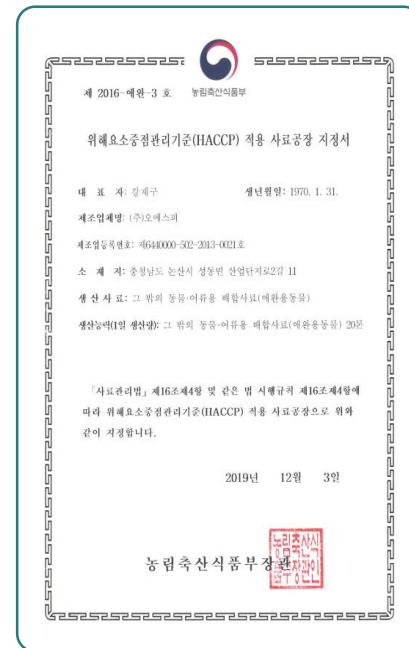 농림축산식품부
제 2016-애완-3 호
위해요소중점관리기준(HACCP) 적용 사료공장 지정서
대 표 자: 강재구 생년월일: 1970. 1. 31.
제조업체명: (주)오에스피
제조업등록번호: 제6440000-502-2013-0021호
소 재 지: 충청남도 논산시 성동면 산업단지로2길 11
생 산 사 료: 그 밖의 동물·어류용 배합사료(애완용동물)
생산능력(1일 생산량): 그 밖의 동물·어류용 배합사료(애완용동물) 20톤
「사료관리법」제16조제4항 및 같은 법 시행규칙 제16조제4항에
따라 위해요소중점관리기준(HACCP) 적용 사료공장으로 위와
같이 지정합니다.
2019년 12월 3일
농림축산식품부장관
농림축산식
품부장관인